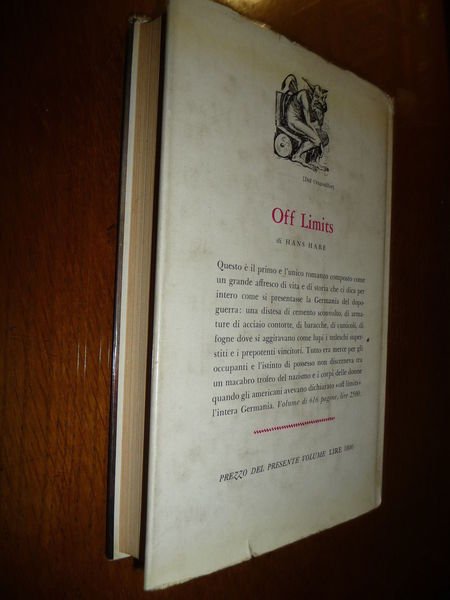 Off Limits
di HANS HABE
Questo è il primo e l'unico romanzo composto come
un grande affresco di vita e di storia che ci dica per
intero come si presentasse la Germania del dopo-
guerra: una distesa di cemento sconvolto, di arma-
ture di acciaio contorte, di baracche, di cunicoli, di
fogne dove si aggiravano come lupi i tedeschi super-
stiti e i prepotenti vincitori. Tutto era merce per gli
occupanti e l'istinto di possesso non discerneva tra
un macabro trofeo del nazismo e i corpi delle donne
quando gli americani avevano dichiarato «off limits»
l'intera Germania. Volume di 616 pagine, lire 2500.
PREZZO DEL PRESENTE VOLUME LIRE